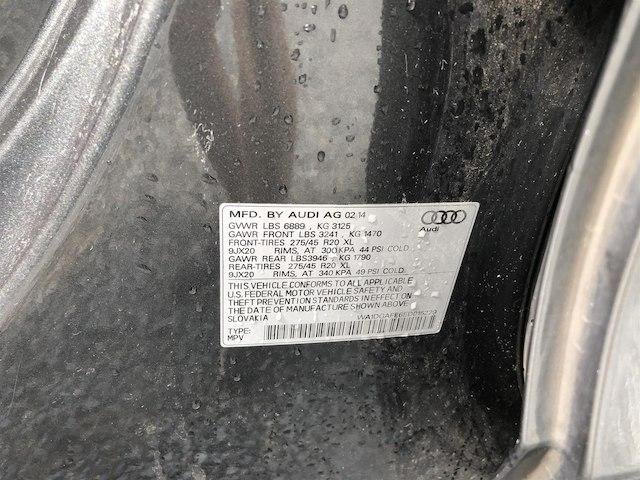 MFD. BY AUDI AG 02.14
GVWR LBS 6889 , KG 3125
GAWR FRONT LBS 3241 , KG 1470
FRONT-TIRES 275/45 R20 XL
9JX20 RIMS, AT 300 KPA 44 PSI COLD
GAWR REAR LBS3946 , KG 1790
REAR-TIRES 275/45 R20 XL
9JX20 RIMS, AT 340 KPA 49 PSI COLD
THIS VEHICLE CONFORMS TO ALL APPLICABLE
U.S. FEDERAL MOTOR VEHICLE SAFETY AND
THEFT PREVENTION STANDARDS IN EFFECT ON
THE DATE OF MANUFACTURE SHOWN ABOVE
SLOVAKIA
TYPE:
MPV
Audi